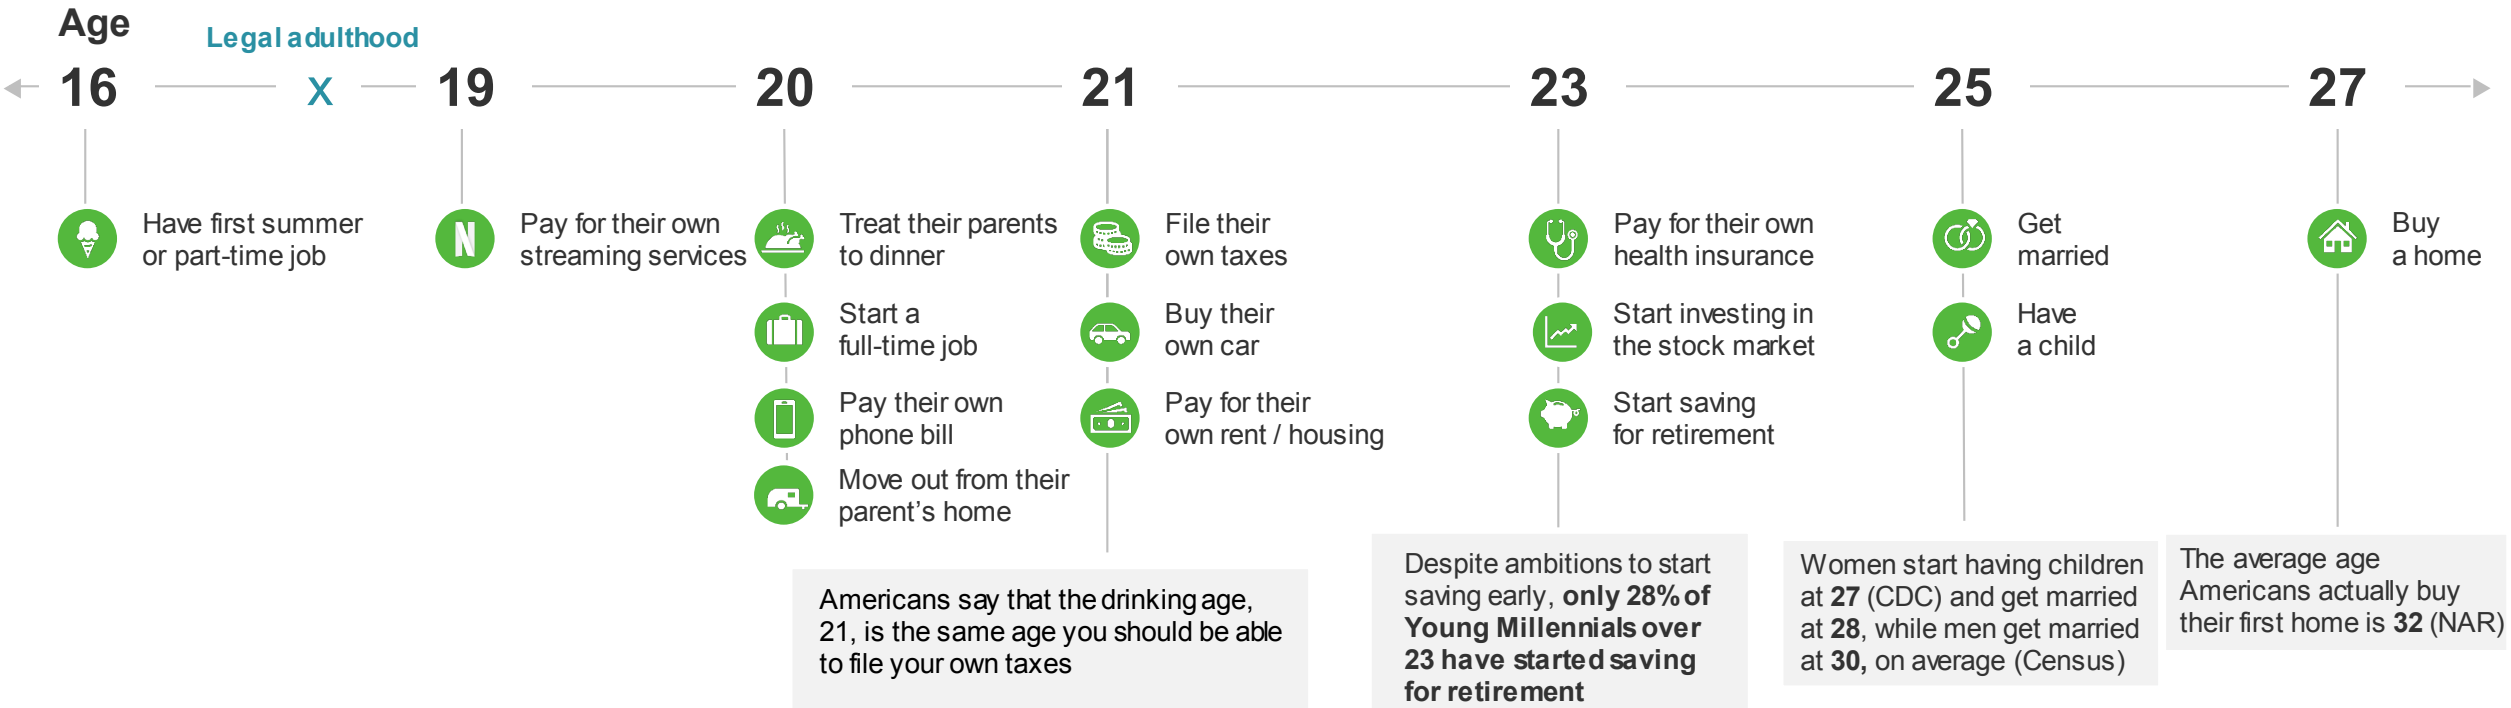 Age
Legal adulthood
16
X
19
20
21
23
25
27
Have first summer
or part-time job
N
Pay for their own
streaming services
Treat their parents
to dinner
Start a
full-time job
Pay their own
phone bill
Move out from their
parent's home
File their
own taxes
Buy their
own car
Pay for their
own rent / housing
Americans say that the drinking age,
21, is the same age you should be able
to file your own taxes
Pay for their own
health insurance
Start investing in
the stock market
Start saving
for retirement
Despite ambitions to start
saving early, only 28% of
Young Millennials over
23 have started saving
for retirement
Get
married
Have
a child
Women start having children
at 27 (CDC) and get married
at 28, while men get married
at 30, on average (Census)
Buy
a home
The average age
Americans actually buy
their first home is 32 (NAR)